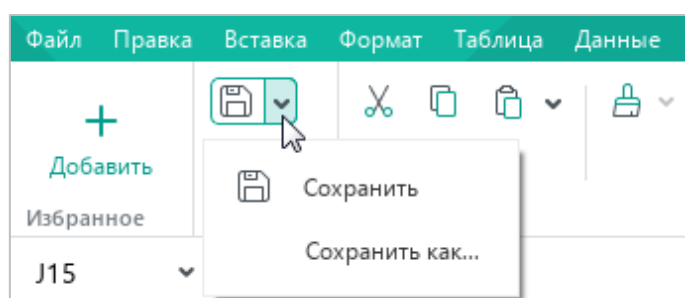 Файл Правка Вставка Формат Таблица Данные
Добавить
Избранное
Сохранить
Сохранить как...
J15